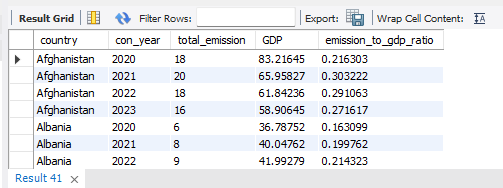 Result Grid Filter Rows: Export: Wrap Cell Content: IA
country con_year total_emission GDP emission_to_gdp_ratio
Afghanistan 2020 18 83.21645 0.216303
Afghanistan 2021 20 65.95827 0.303222
Afghanistan 2022 18 61.84236 0.291063
Afghanistan 2023 16 58.90645 0.271617
Albania 2020 6 36.78752 0.163099
Albania 2021 8 40.04762 0.199762
Albania 2022 9 41.99279 0.214323
Result 41